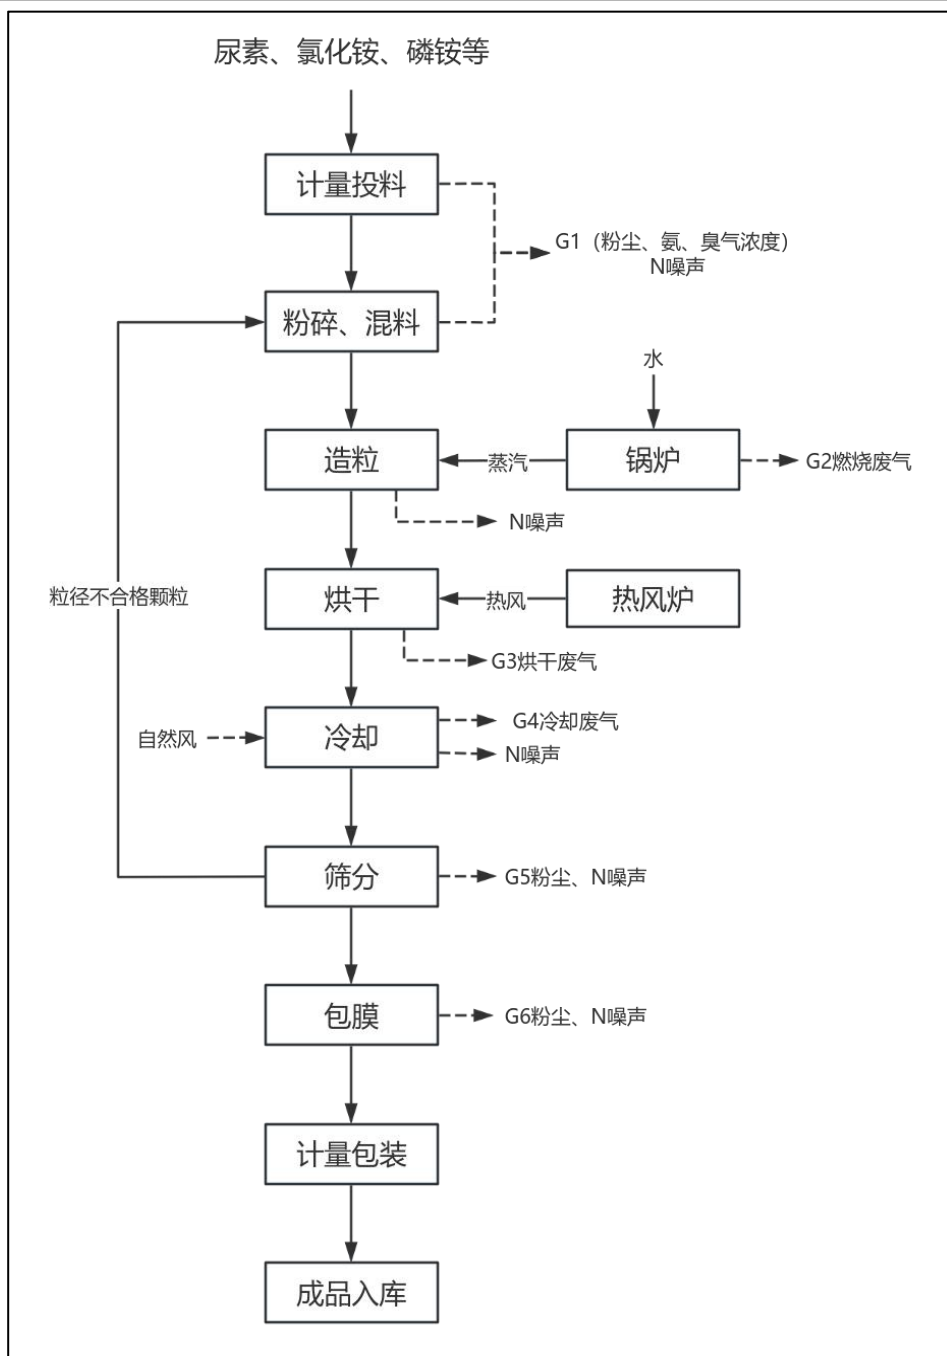 尿素、氯化铵、磷铵等
计量投料
G1（粉尘、氨、臭气浓度）
N噪声
粉碎、混料
水
造粒
蒸汽
锅炉
G2燃烧废气
N噪声
粒径不合格颗粒
烘干
热风
热风炉
G3烘干废气
自然风
冷却
G4冷却废气
N噪声
筛分
G5粉尘、N噪声
包膜
G6粉尘、N噪声
计量包装
成品入库